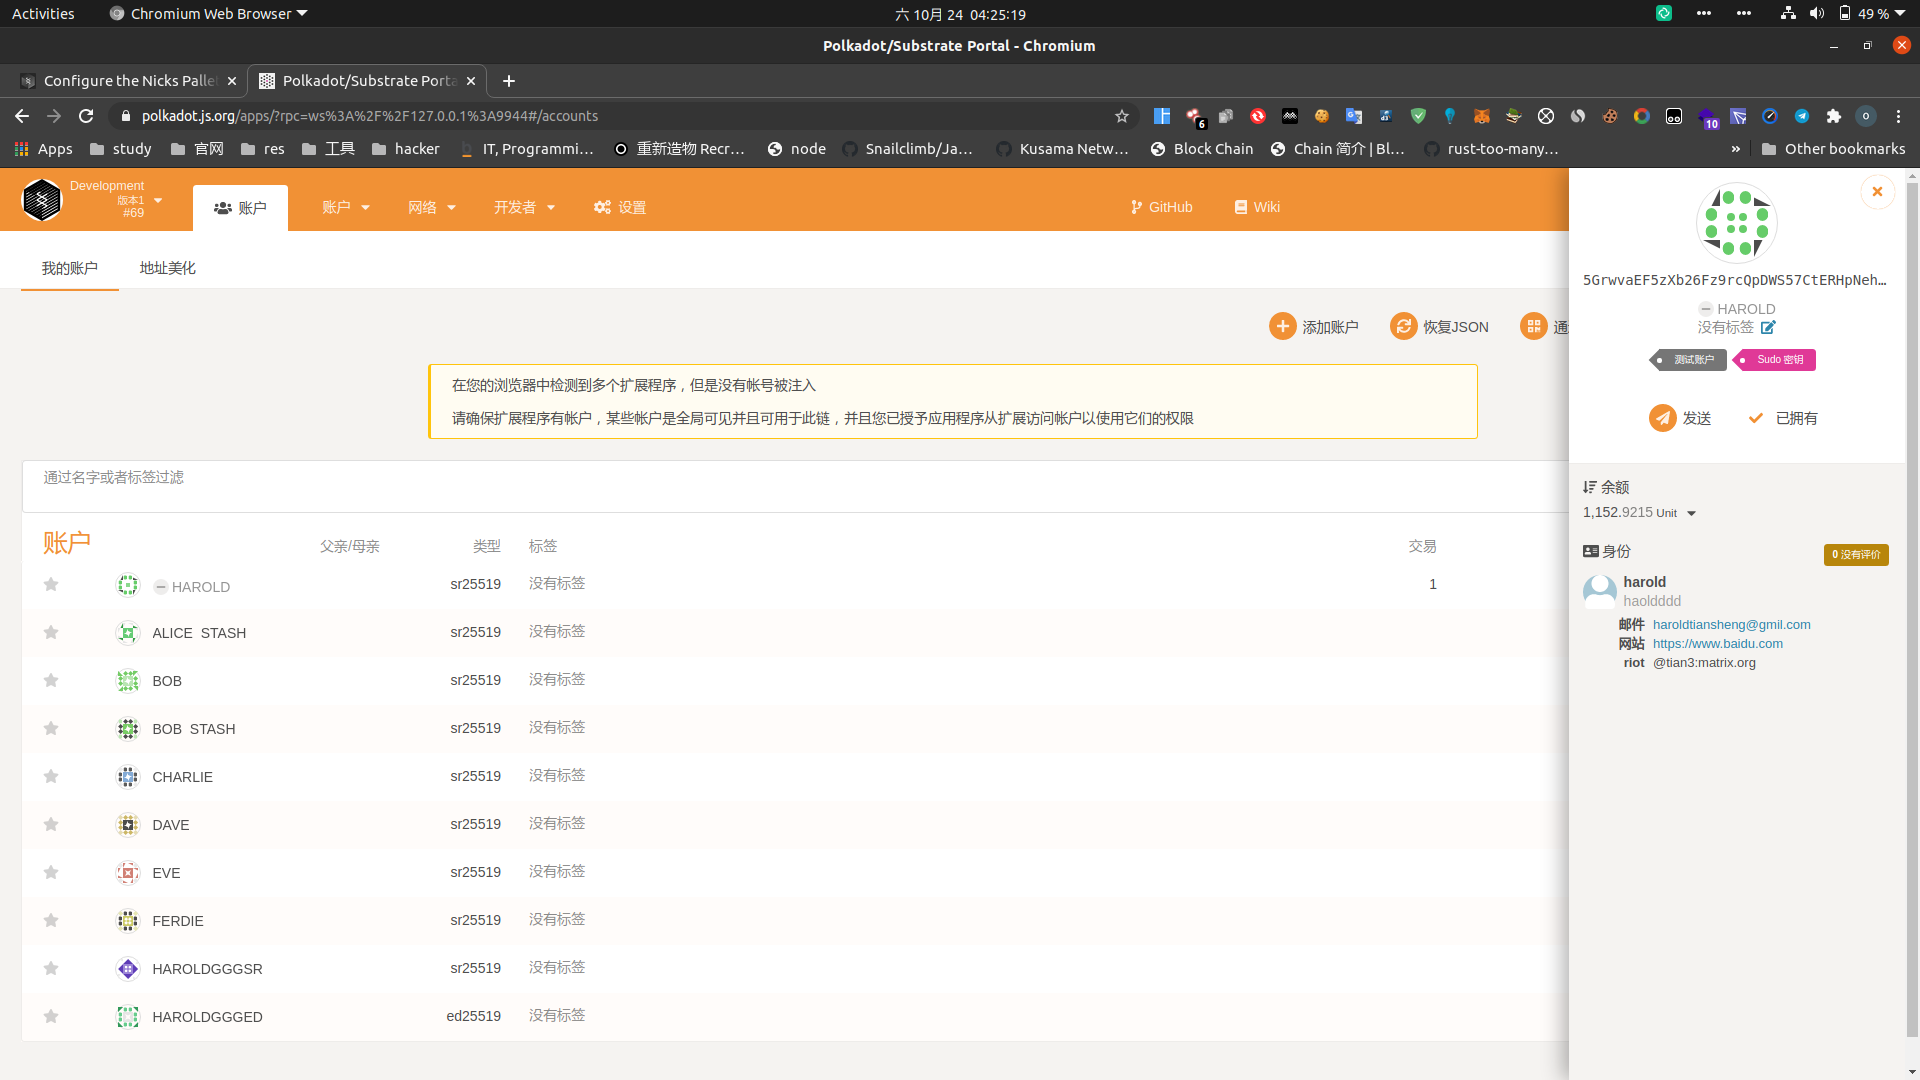 Activities
Chromium Web Browser
六 10月 24 04:25:19
49 %
Polkadot/Substrate Portal - Chromium
Configure the Nicks Palle
Polkadot/Substrate Porta
polkadot.js.org/apps/?rpc=ws%3A%2F%2F127.0.0.1%3A9944#/accounts
6
10
o
Apps
study
官网
res
工具
hacker
IT, Programmi…
重新造物 Recr…
node
Snailclimb/Ja…
Kusama Netw…
Block Chain
Chain 简介 | Bl…
rust-too-many…
»
Other bookmarks
Development
版本1
#69
账户
账户
网络
开发者
设置
GitHub
Wiki
我的账户
地址美化
添加账户
恢复JSON
在您的浏览器中检测到多个扩展程序，但是没有帐号被注入
请确保扩展程序有帐户，某些帐户是全局可见并且可用于此链，并且您已授予应用程序从扩展访问帐户以使用它们的权限
通过名字或者标签过滤
账户 父亲/母亲 类型 标签 交易
HAROLD sr25519 没有标签 1
ALICE STASH sr25519 没有标签
BOB sr25519 没有标签
BOB STASH sr25519 没有标签
CHARLIE sr25519 没有标签
DAVE sr25519 没有标签
EVE sr25519 没有标签
FERDIE sr25519 没有标签
HAROLDGGGSR sr25519 没有标签
HAROLDGGGED ed25519 没有标签
5GrwvaEF5zXb26Fz9rcQpDWS57CtERHpNeh…
HAROLD
没有标签
测试账户
Sudo 密钥
发送
已拥有
余额
1,152.9215 Unit
身份
0 没有评价
harold
haoldddd
邮件 haroldtiansheng@gmil.com
网站 https://www.baidu.com
riot @tian3:matrix.org